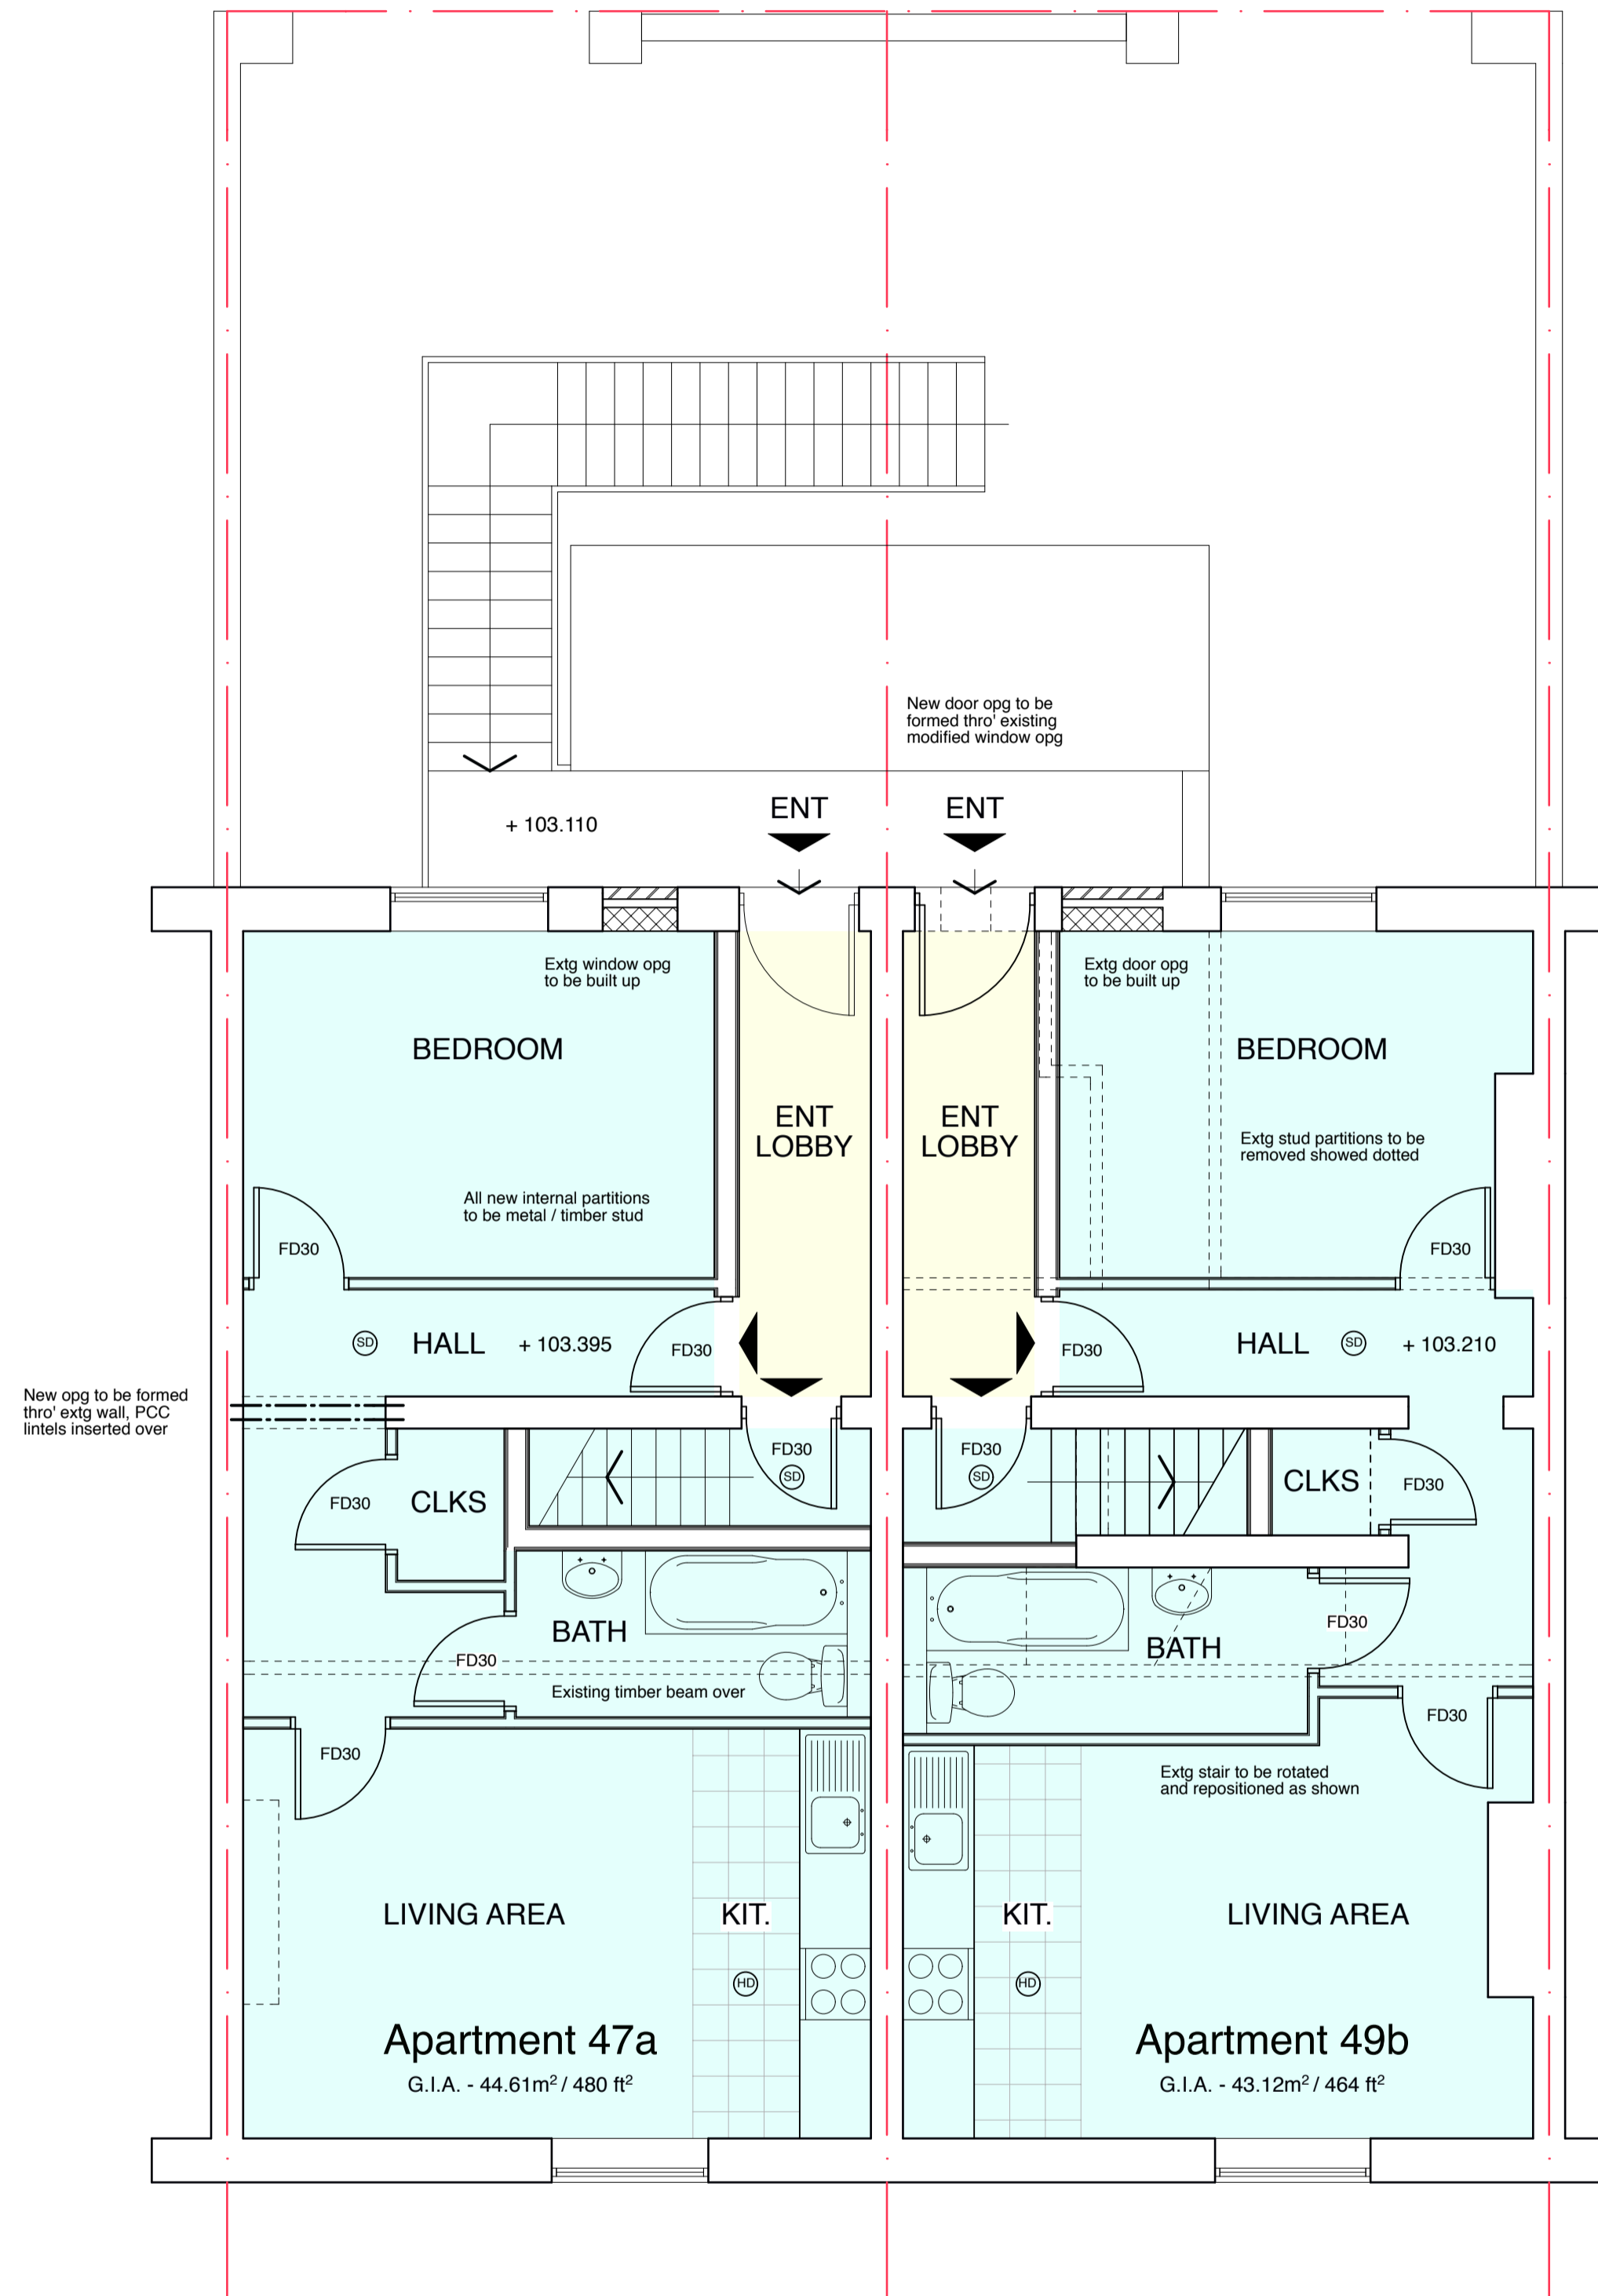 New door opg to be
formed thro' existing
modified window opg
ENT
ENT
+ 103.110
Extg window opg
to be built up
Extg door opg
to be built up
BEDROOM
BEDROOM
ENT
LOBBY
ENT
LOBBY
Extg stud partitions to be
removed showed dotted
All new internal partitions
to be metal / timber stud
FD30
FD30
SD
HALL
+ 103.395
FD30
FD30
HALL
SD
+ 103.210
New opg to be formed
thro' extg wall, PCC
lintels inserted over
FD30
SD
FD30
SD
FD30
CLKS
CLKS
FD30
BATH
FD30
Existing timber beam over
BATH
FD30
FD30
FD30
Extg stair to be rotated
and repositioned as shown
LIVING AREA
KIT.
KIT.
LIVING AREA
HD
HD
Apartment 47a
G.I.A. - 44.61m² / 480 ft²
Apartment 49b
G.I.A. - 43.12m² / 464 ft²